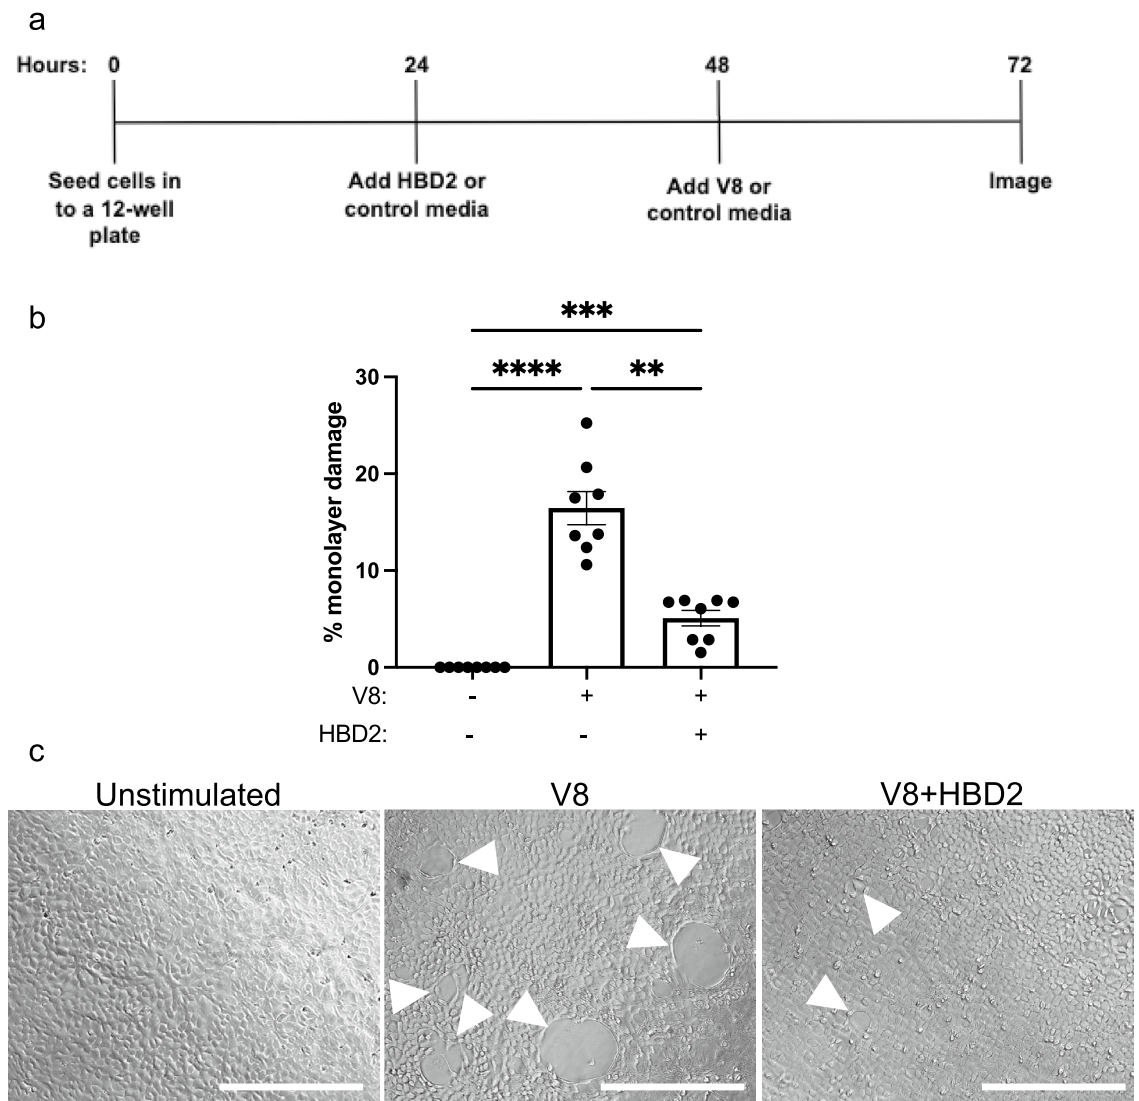 a
Hours: 0 24 48 72
Seed cells in
to a 12-well
plate
Add HBD2 or
control media
Add V8 or
control media
Image
b
***
**** **
30
20
10
0
% monolayer damage
V8: - + +
HBD2: - - +
c
Unstimulated V8 V8+HBD2